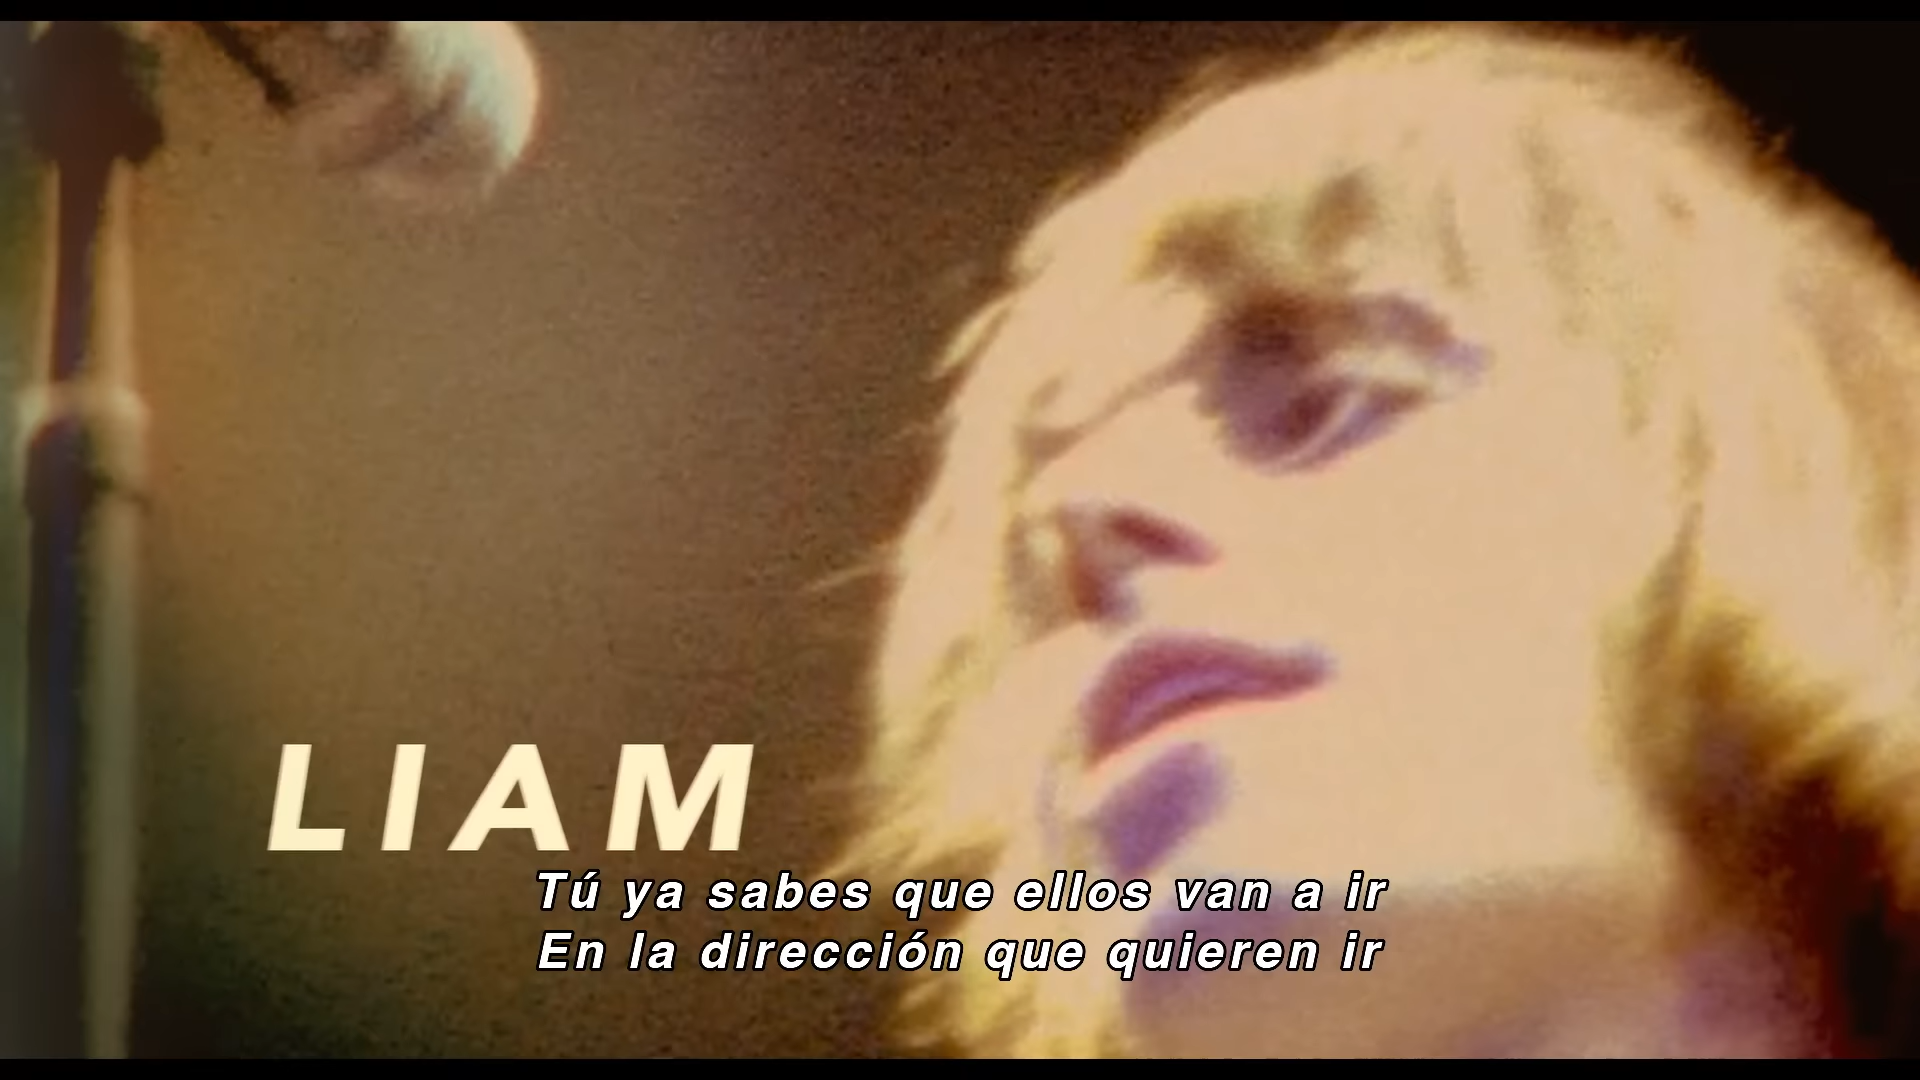 LIAM
Tú ya sabes que ellos van a ir
En la dirección que quieren ir